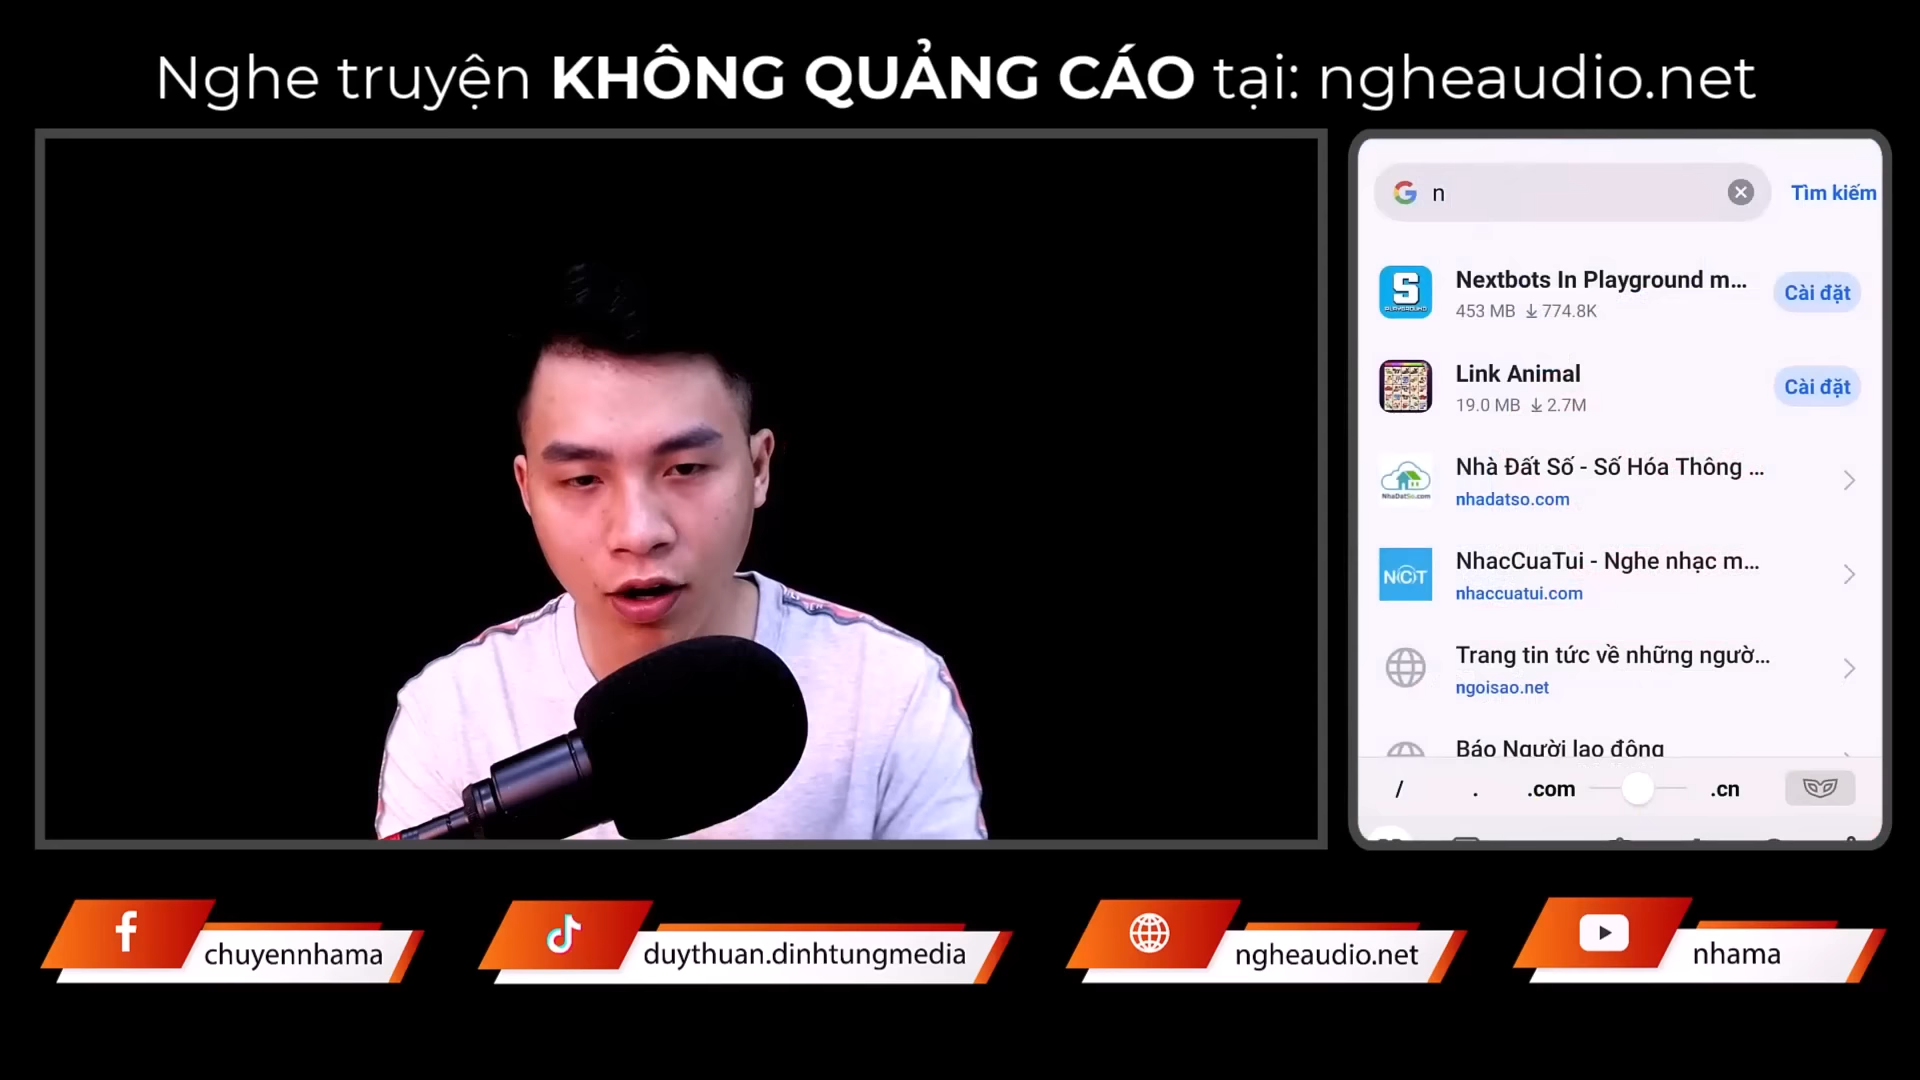 Nghe truyện KHÔNG QUẢNG CÁO tại: ngheaudio.net
n
Tìm kiếm
Nextbots In Playground m...
453 MB 774.8K
Cài đặt
Link Animal
19.0 MB 2.7M
Cài đặt
Nhà Đất Số - Số Hóa Thông ...
nhadatso.com
NhaDatSo.com
NhacCuaTui - Nghe nhạc m...
nhaccuatui.com
NCT
Trang tin tức về những ngườ...
ngoisao.net
Báo Người lao động
/ . .com .cn
chuyennhama
duythuan.dinhtungmedia
ngheaudio.net
nhama